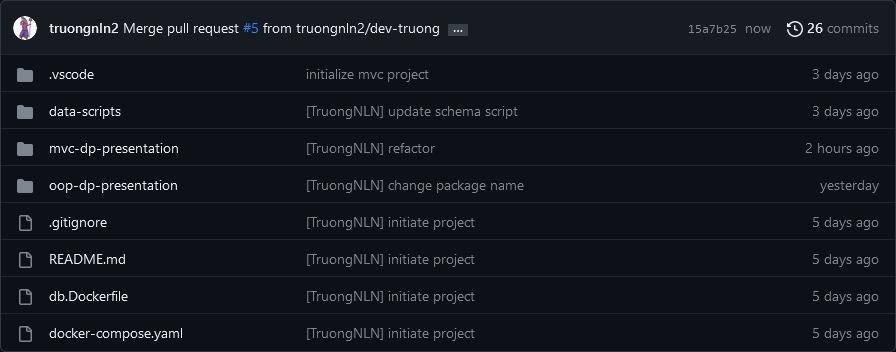 truongnln2 Merge pull request #5 from truongnln2/dev-truong ... 15a7b25 now 26 commits
.vscode initialize mvc project 3 days ago
data-scripts [TruongNLN] update schema script 3 days ago
mvc-dp-presentation [TruongNLN] refactor 2 hours ago
oop-dp-presentation [TruongNLN] change package name yesterday
.gitignore [TruongNLN] initiate project 5 days ago
README.md [TruongNLN] initiate project 5 days ago
db.Dockerfile [TruongNLN] initiate project 5 days ago
docker-compose.yaml [TruongNLN] initiate project 5 days ago